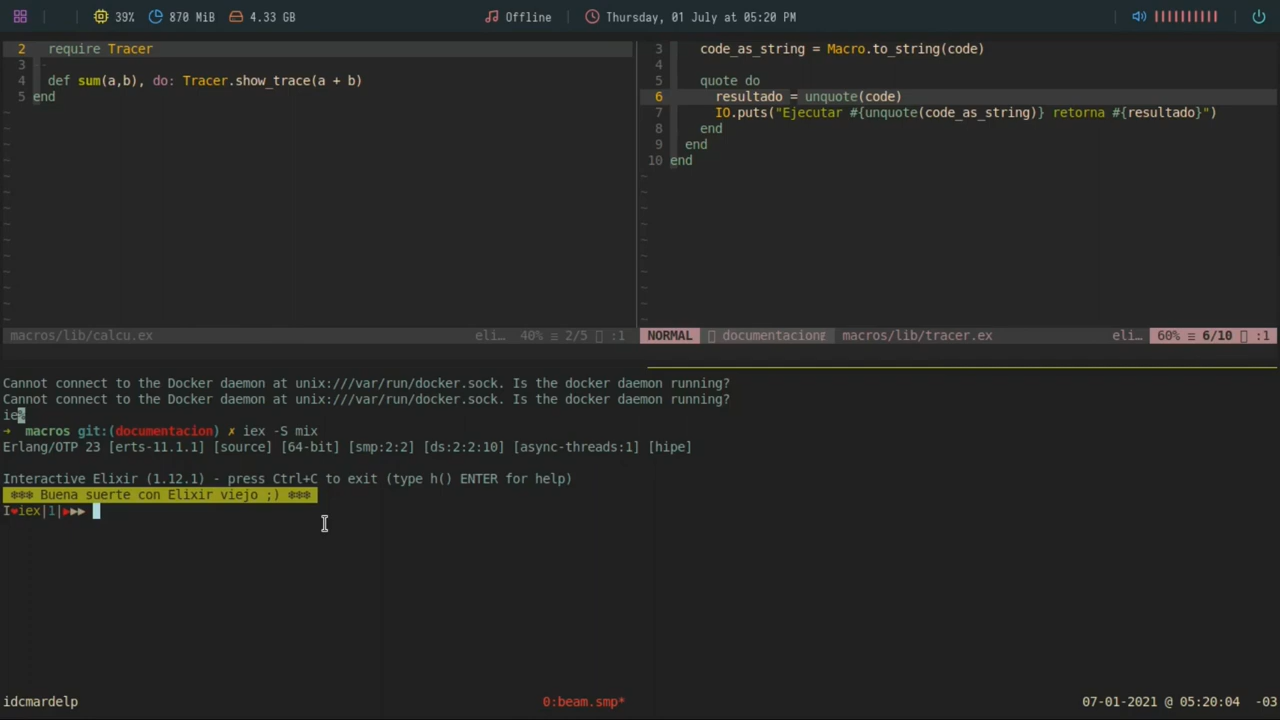 39% 870 MiB 4.33 GB Offline Thursday, 01 July at 05:20 PM
2 require Tracer
3
4 def sum(a,b), do: Tracer.show_trace(a + b)
5 end
~
macros/lib/calcu.ex eli… 40% ≡ 2/5 :1
3 code_as_string = Macro.to_string(code)
4
5 quote do
6 resultado = unquote(code)
7 IO.puts("Ejecutar #{unquote(code_as_string)} retorna #{resultado}")
8 end
9 end
10 end
~
NORMAL documentacion macros/lib/tracer.ex eli… 60% ≡ 6/10 :1
Cannot connect to the Docker daemon at unix:///var/run/docker.sock. Is the docker daemon running?
Cannot connect to the Docker daemon at unix:///var/run/docker.sock. Is the docker daemon running?
ie%
→ macros git:(documentacion) ✗ iex -S mix
Erlang/OTP 23 [erts-11.1.1] [source] [64-bit] [smp:2:2] [ds:2:2:10] [async-threads:1] [hipe]
Interactive Elixir (1.12.1) - press Ctrl+C to exit (type h() ENTER for help)
❄❄❄ Buena suerte con Elixir viejo ;) ❄❄❄
I❤iex|1|▶▶▶
idcmardelp 0:beam.smp* 07-01-2021 @ 05:20:04 -03